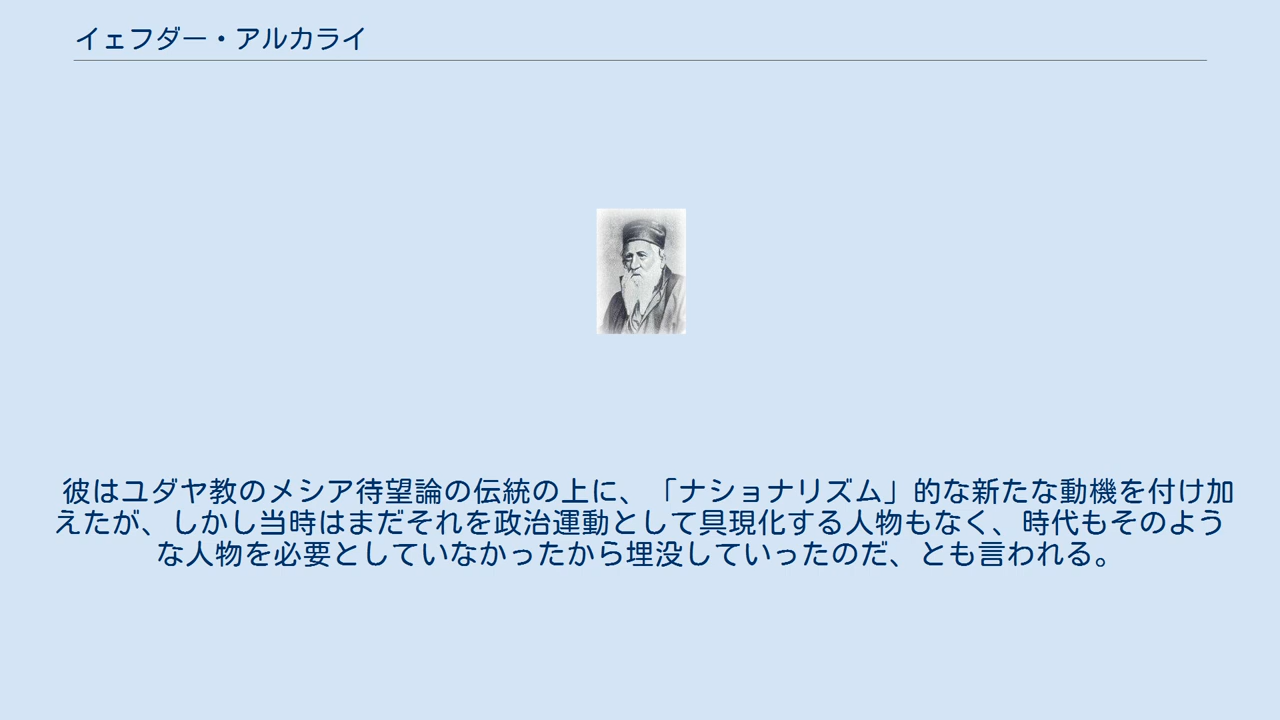 イェフダー・アルカライ
彼はユダヤ教のメシア待望論の伝統の上に、「ナショナリズム」的な新たな動機を付け加
えたが、しかし当時はまだそれを政治運動として具現化する人物もなく、時代もそのよう
な人物を必要としていなかったから埋没していったのだ、とも言われる。